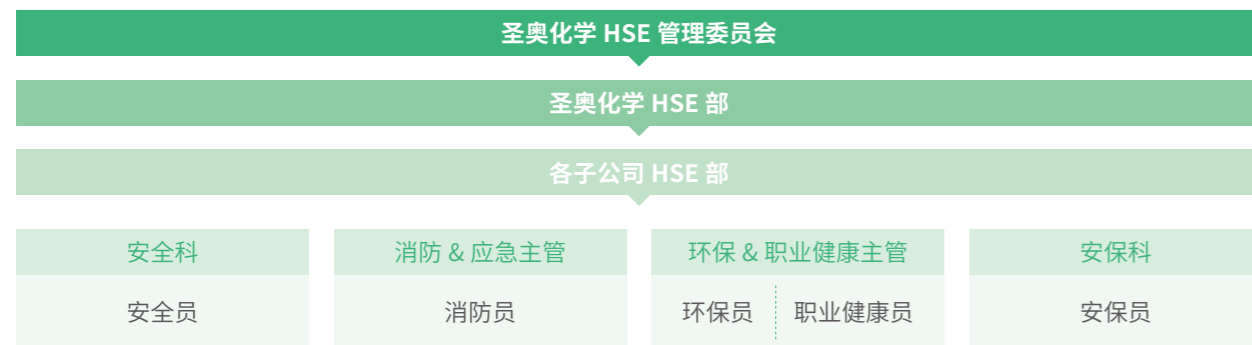 圣奥化学 HSE 管理委员会
圣奥化学 HSE 部
各子公司 HSE 部
安全科 消防 & 应急主管 环保 & 职业健康主管 安保科
安全员 消防员 环保员 职业健康员 安保员